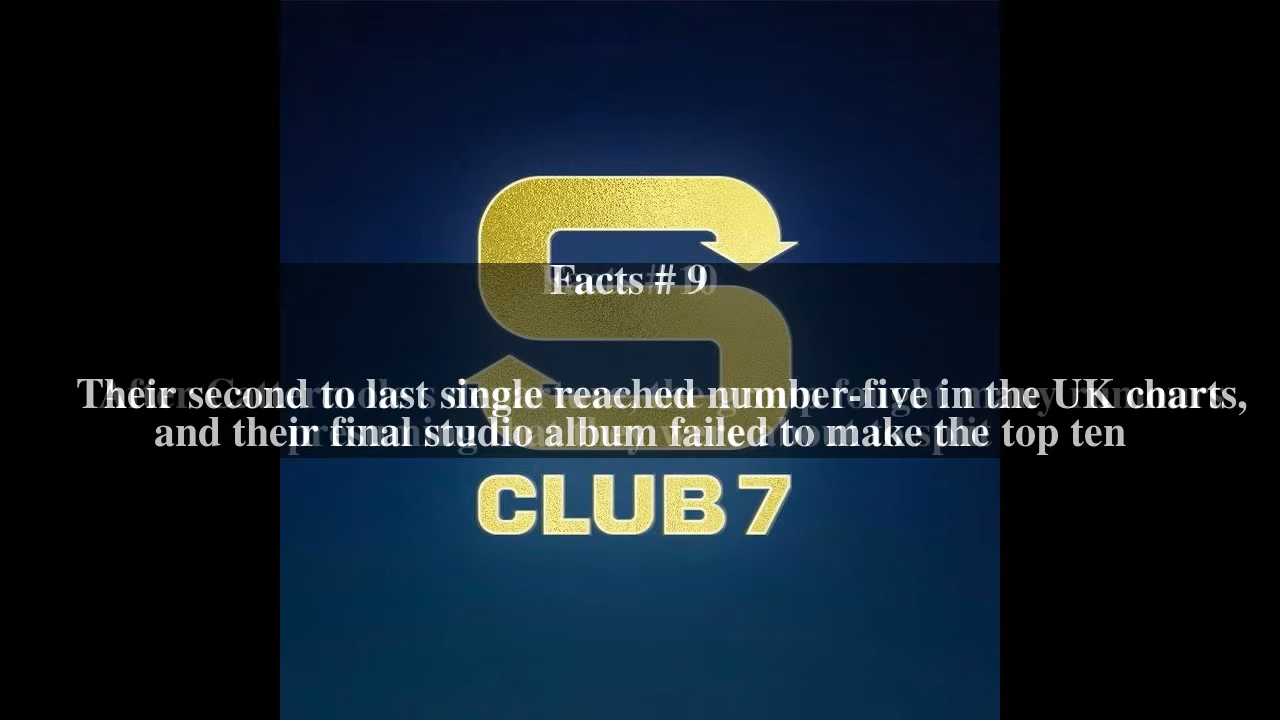 Facts # 9
Their second to last single reached number-five in the UK charts,
and their final studio album failed to make the top ten
CLUB 7